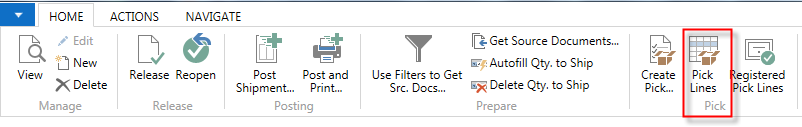 HOME
ACTIONS
NAVIGATE
View
Edit
New
Delete
Manage
Release
Reopen
Release
Post
Shipment...
Post and
Print...
Posting
Use Filters to Get
Src. Docs...
Get Source Documents...
Autofill Qty. to Ship
Delete Qty. to Ship
Prepare
Create
Pick...
Pick
Lines
Registered
Pick Lines
Pick